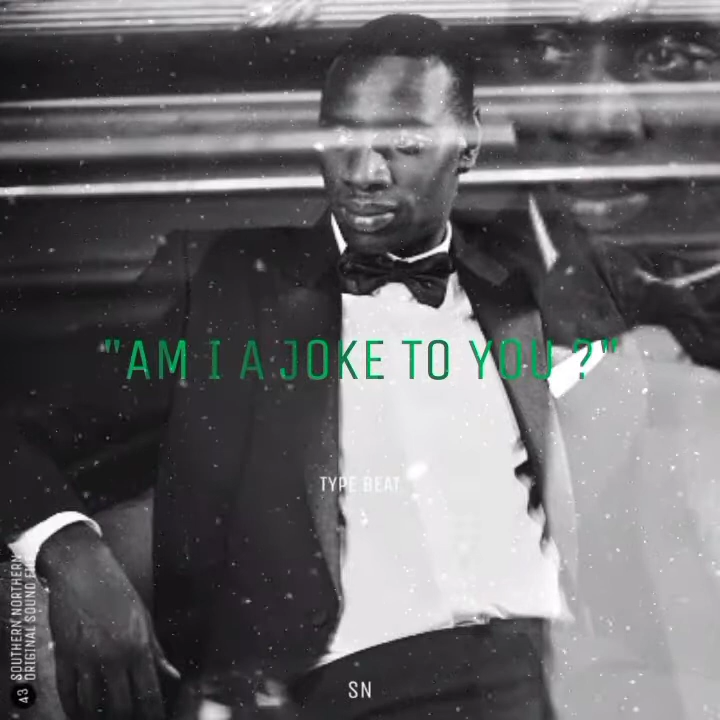 "AM I A JOKE TO YOU ?"
TYPE BEAT
SOUTHERN NORTHERN
ORIGINAL SOUND
43
SN